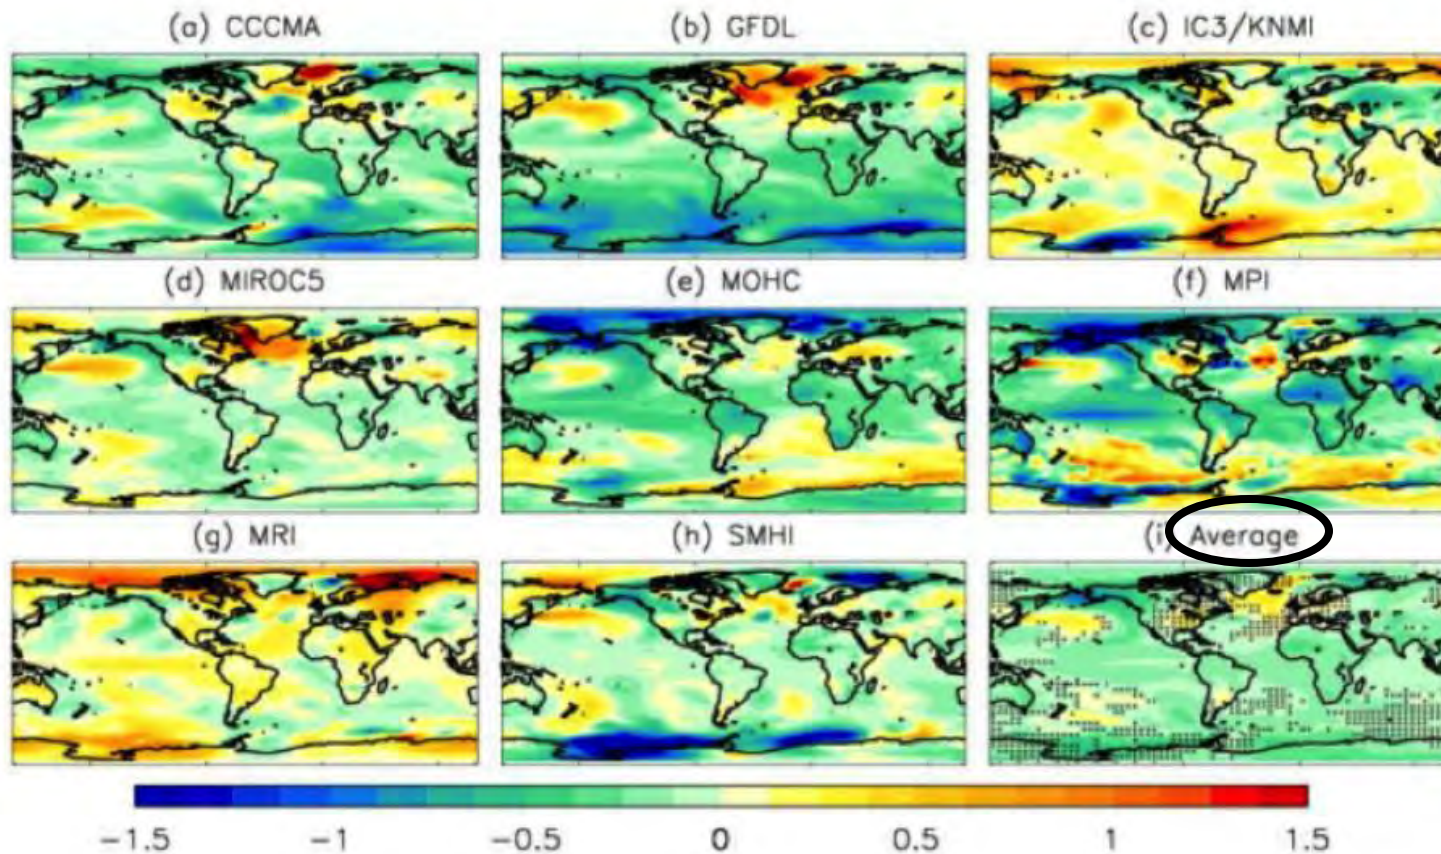 (a) CCCMA
(b) GFDL
(c) IC3/KNMI
(d) MIROC5
(e) MOHC
(f) MPI
(g) MRI
(h) SMHI
(i) Average
−1.5 −1 −0.5 0 0.5 1 1.5